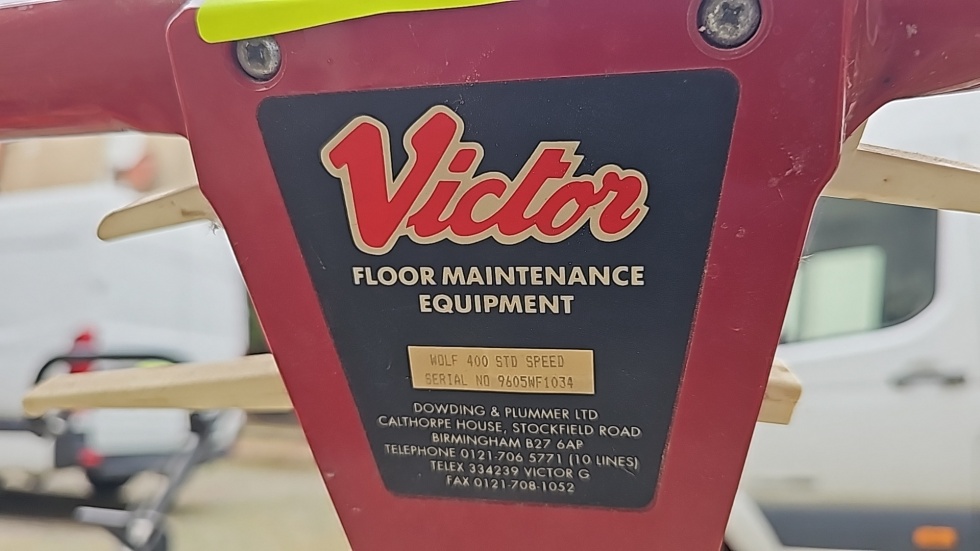 Victor
FLOOR MAINTENANCE
EQUIPMENT
WOLF 400 STD SPEED
SERIAL NO 9605WF1034
DOWDING & PLUMMER LTD
CALTHORPE HOUSE, STOCKFIELD ROAD
BIRMINGHAM B27 6AP
TELEPHONE 0121-706 5771 (10 LINES)
TELEX 334239 VICTOR G
FAX 0121-708-1052